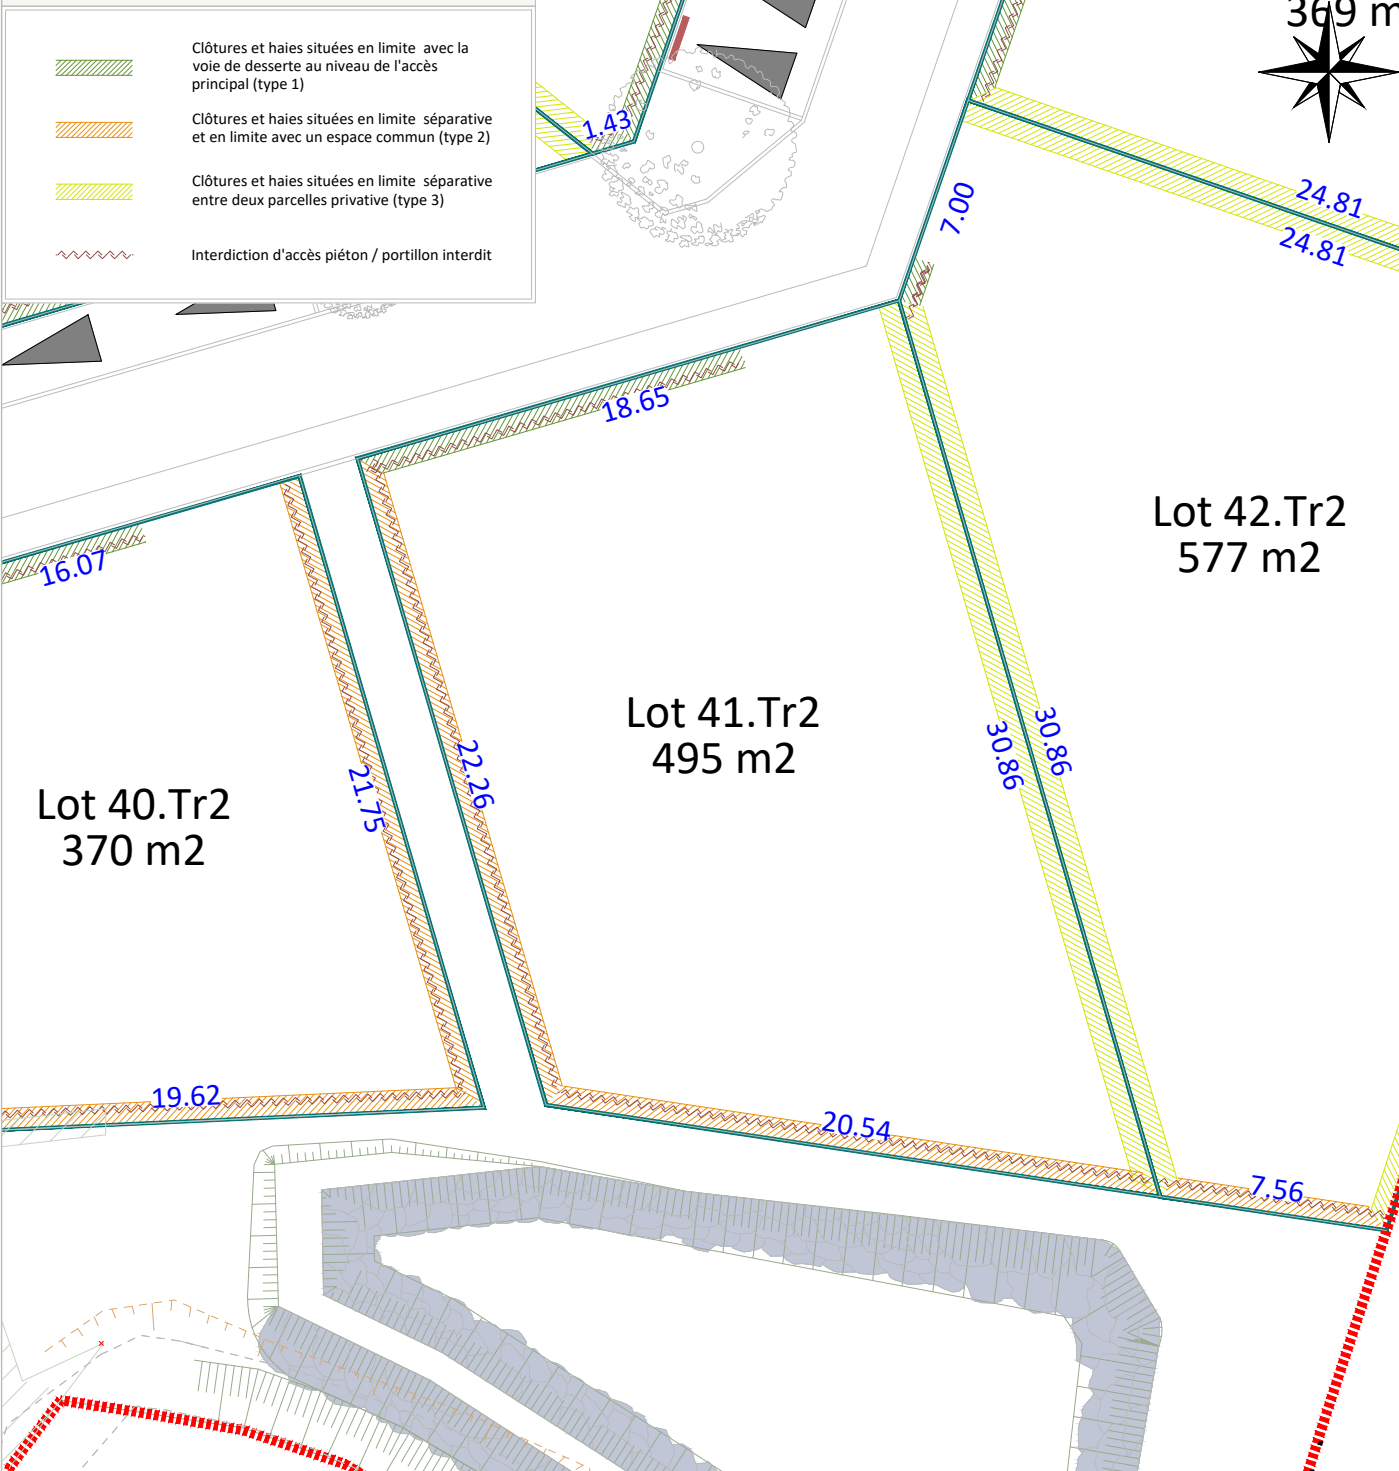 Clôtures et haies situées en limite avec la
voie de desserte au niveau de l'accès
principal (type 1)
Clôtures et haies situées en limite séparative
et en limite avec un espace commun (type 2)
Clôtures et haies situées en limite séparative
entre deux parcelles privative (type 3)
Interdiction d'accès piéton / portillon interdit
369 m
1.43
7.00
24.81
24.81
18.65
16.07
Lot 42.Tr2
577 m2
Lot 41.Tr2
495 m2
30.86
30.86
22.26
21.75
Lot 40.Tr2
370 m2
19.62
20.54
7.56